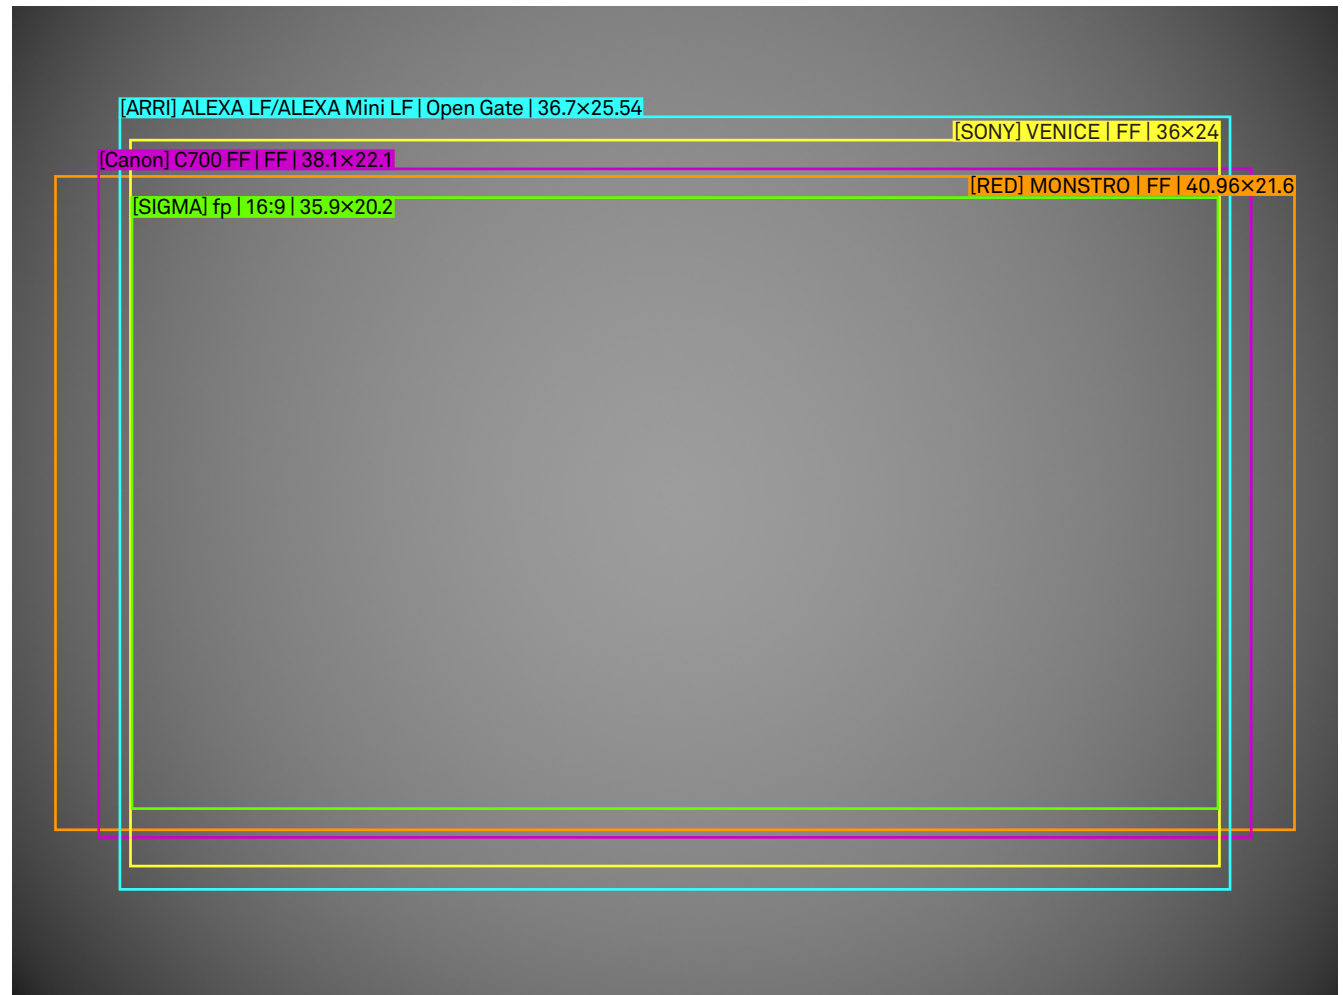 [ARRI] ALEXA LF/ALEXA Mini LF | Open Gate | 36.7×25.54
[SONY] VENICE | FF | 36×24
[Canon] C700 FF | FF | 38.1×22.1
[RED] MONSTRO | FF | 40.96×21.6
[SIGMA] fp | 16:9 | 35.9×20.2